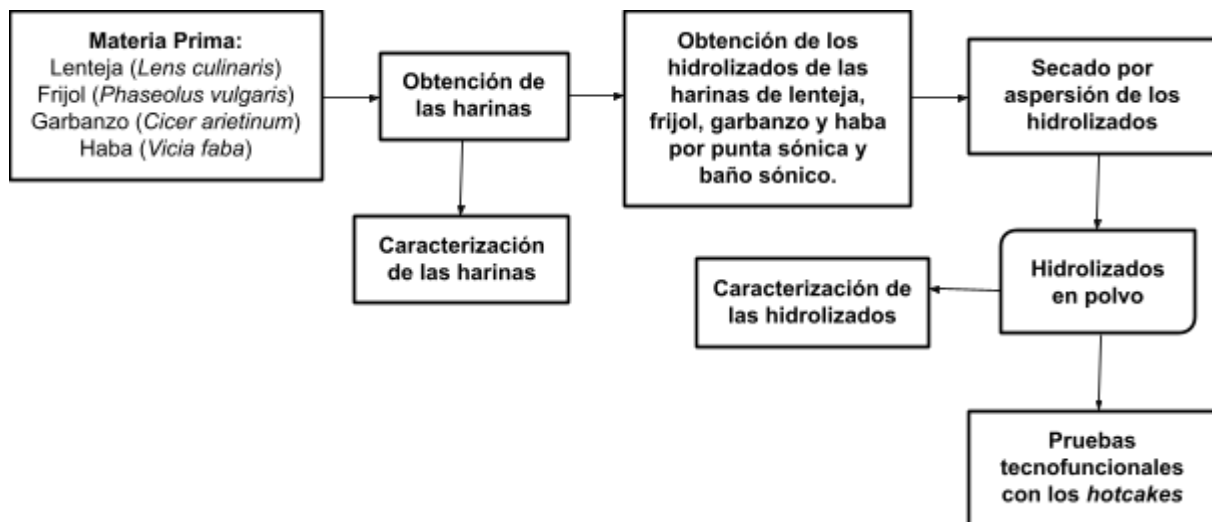 Materia Prima:
Lenteja (Lens culinaris)
Frijol (Phaseolus vulgaris)
Garbanzo (Cicer arietinum)
Haba (Vicia faba)
Obtención de
las harinas
Caracterización
de las harinas
Obtención de los
hidrolizados de las
harinas de lenteja,
frijol, garbanzo y haba
por punta sónica y
baño sónico.
Secado por
aspersión de los
hidrolizados
Hidrolizados
en polvo
Caracterización de
las hidrolizados
Pruebas
tecnofuncionales
con los hotcakes